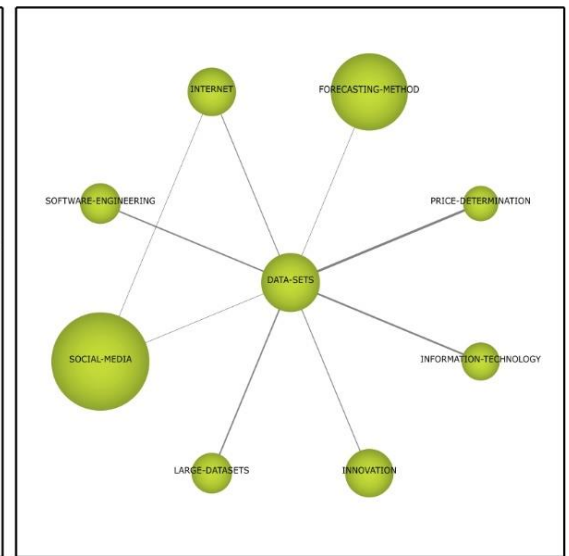 INTERNET
FORECASTING-METHOD
SOFTWARE-ENGINEERING
PRICE-DETERMINATION
DATA-SETS
SOCIAL-MEDIA
INFORMATION-TECHNOLOGY
LARGE-DATASETS
INNOVATION